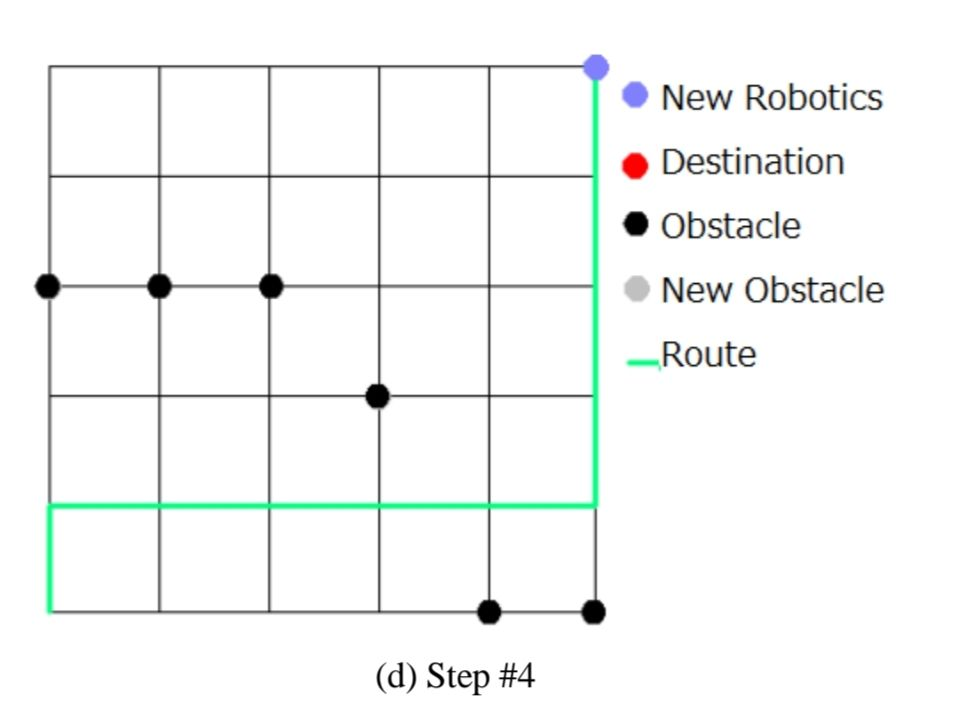 New Robotics
Destination
Obstacle
New Obstacle
Route
(d) Step #4